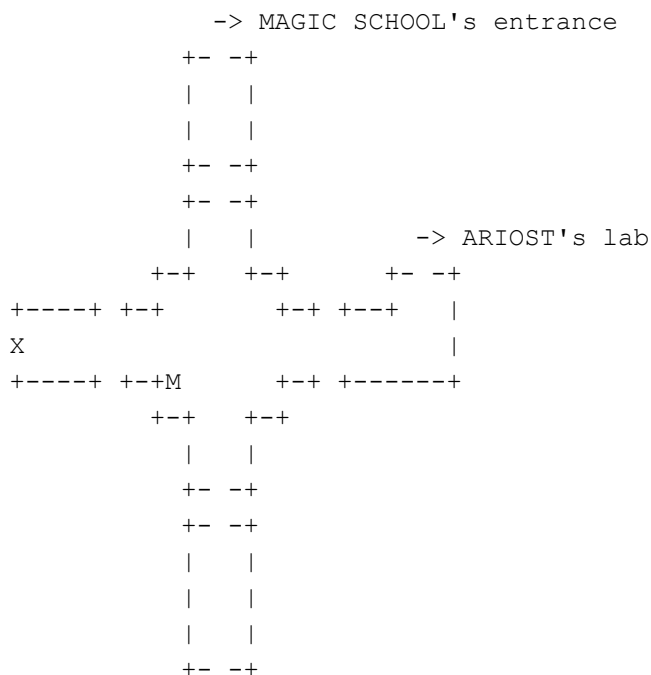 -> MAGIC SCHOOL's entrance
+- -+
|   |
|   |
+- -+
+- -+
|   |         -> ARIOST's lab
+-+   +-+      +- -+
+----+ +-+       +-+ +--+   |
X                           |
+----+ +-+M      +-+ +------+
+-+   +-+
|   |
+- -+
+- -+
|   |
|   |
|   |
+- -+